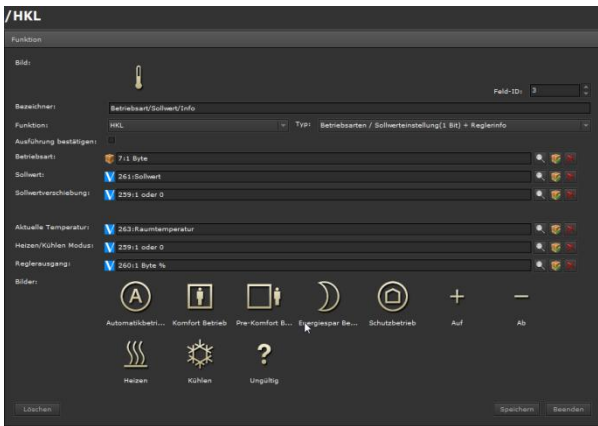 /HKL
Funktion
Bild:
Feld-ID: 3
Bezeichner: Betriebsart/Sollwert/Info
Funktion: HKL Typ: Betriebsarten / Sollwerteinstellung(1 Bit) + Reglerinfo
Ausführung bestätigen:
Betriebsart: 7:1 Byte
Sollwert: V 261:Sollwert
Sollwertverschiebung: V 259:1 oder 0
Aktuelle Temperatur: V 263:Raumtemperatur
Heizen/Kühlen Modus: V 259:1 oder 0
Reglerausgang: V 260:1 Byte %
Bilder:
A
Automatikbetri... Komfort Betrieb Pre-Komfort B... Energiespar Be... Schutzbetrieb Auf Ab
?
Heizen Kühlen Ungültig
Löschen Speichern Beenden